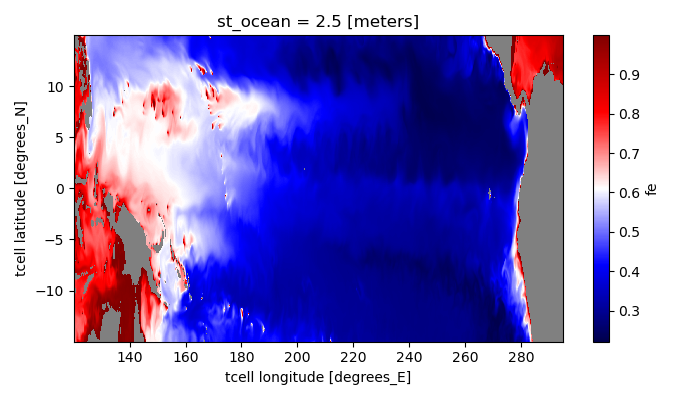 st_ocean = 2.5 [meters]
10
5
0
−5
−10
tcell latitude [degrees_N]
140 160 180 200 220 240 260 280
tcell longitude [degrees_E]
0.9
0.8
0.7
0.6
0.5
0.4
0.3
fe